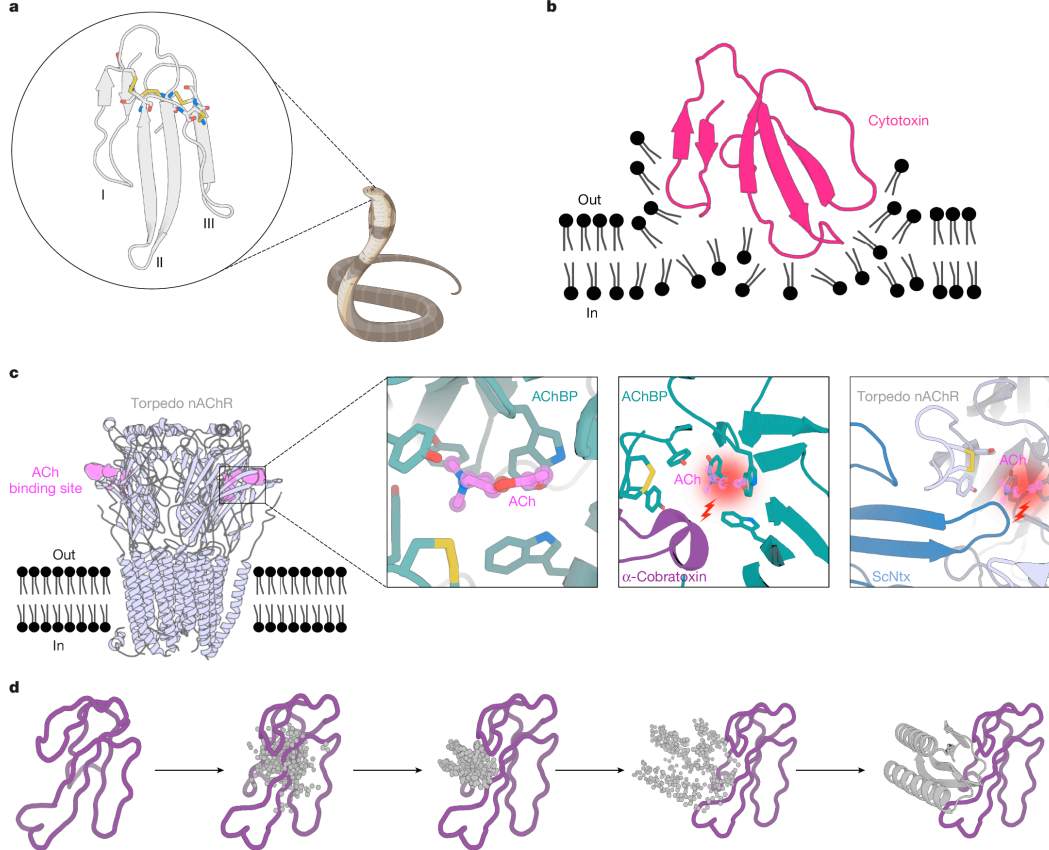 a
I
II
III
b
Cytotoxin
Out
In
c
Torpedo nAChR
ACh
binding site
Out
In
AChBP
ACh
AChBP
ACh
α-Cobratoxin
Torpedo nAChR
ACh
ScNtx
d